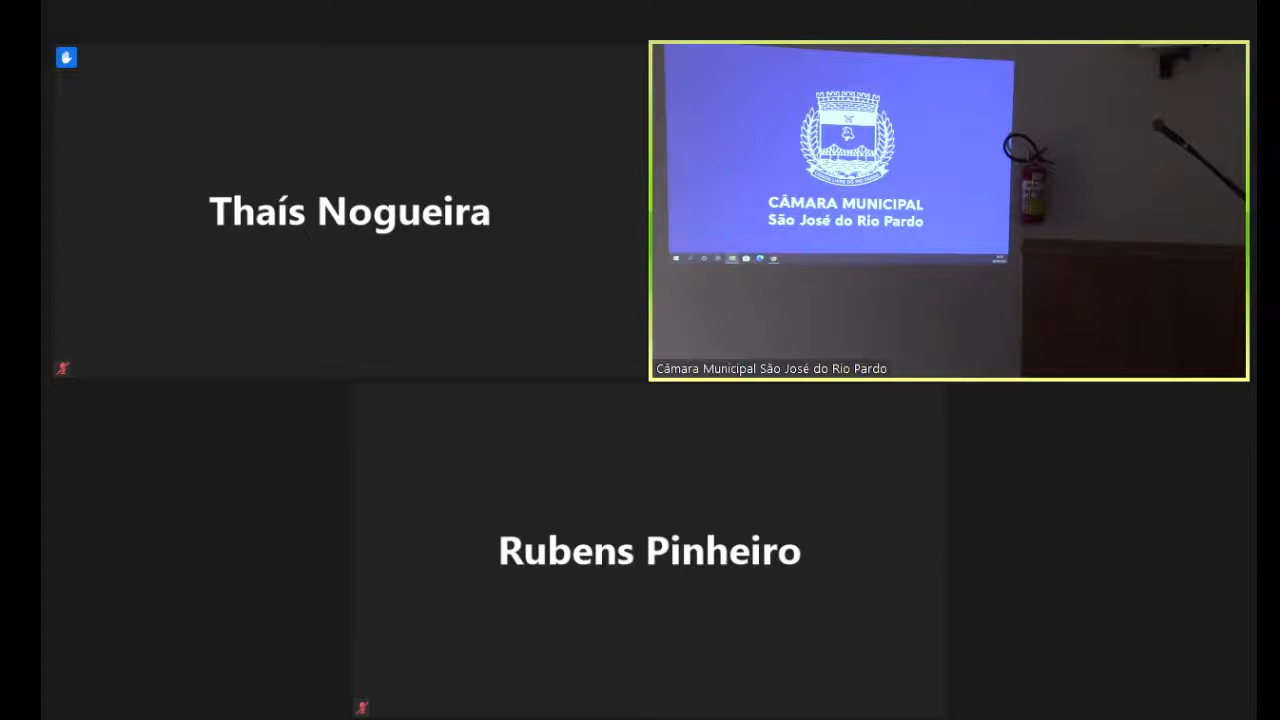 Thaís Nogueira
CÂMARA MUNICIPAL
São José do Rio Pardo
Câmara Municipal São José do Rio Pardo
Rubens Pinheiro